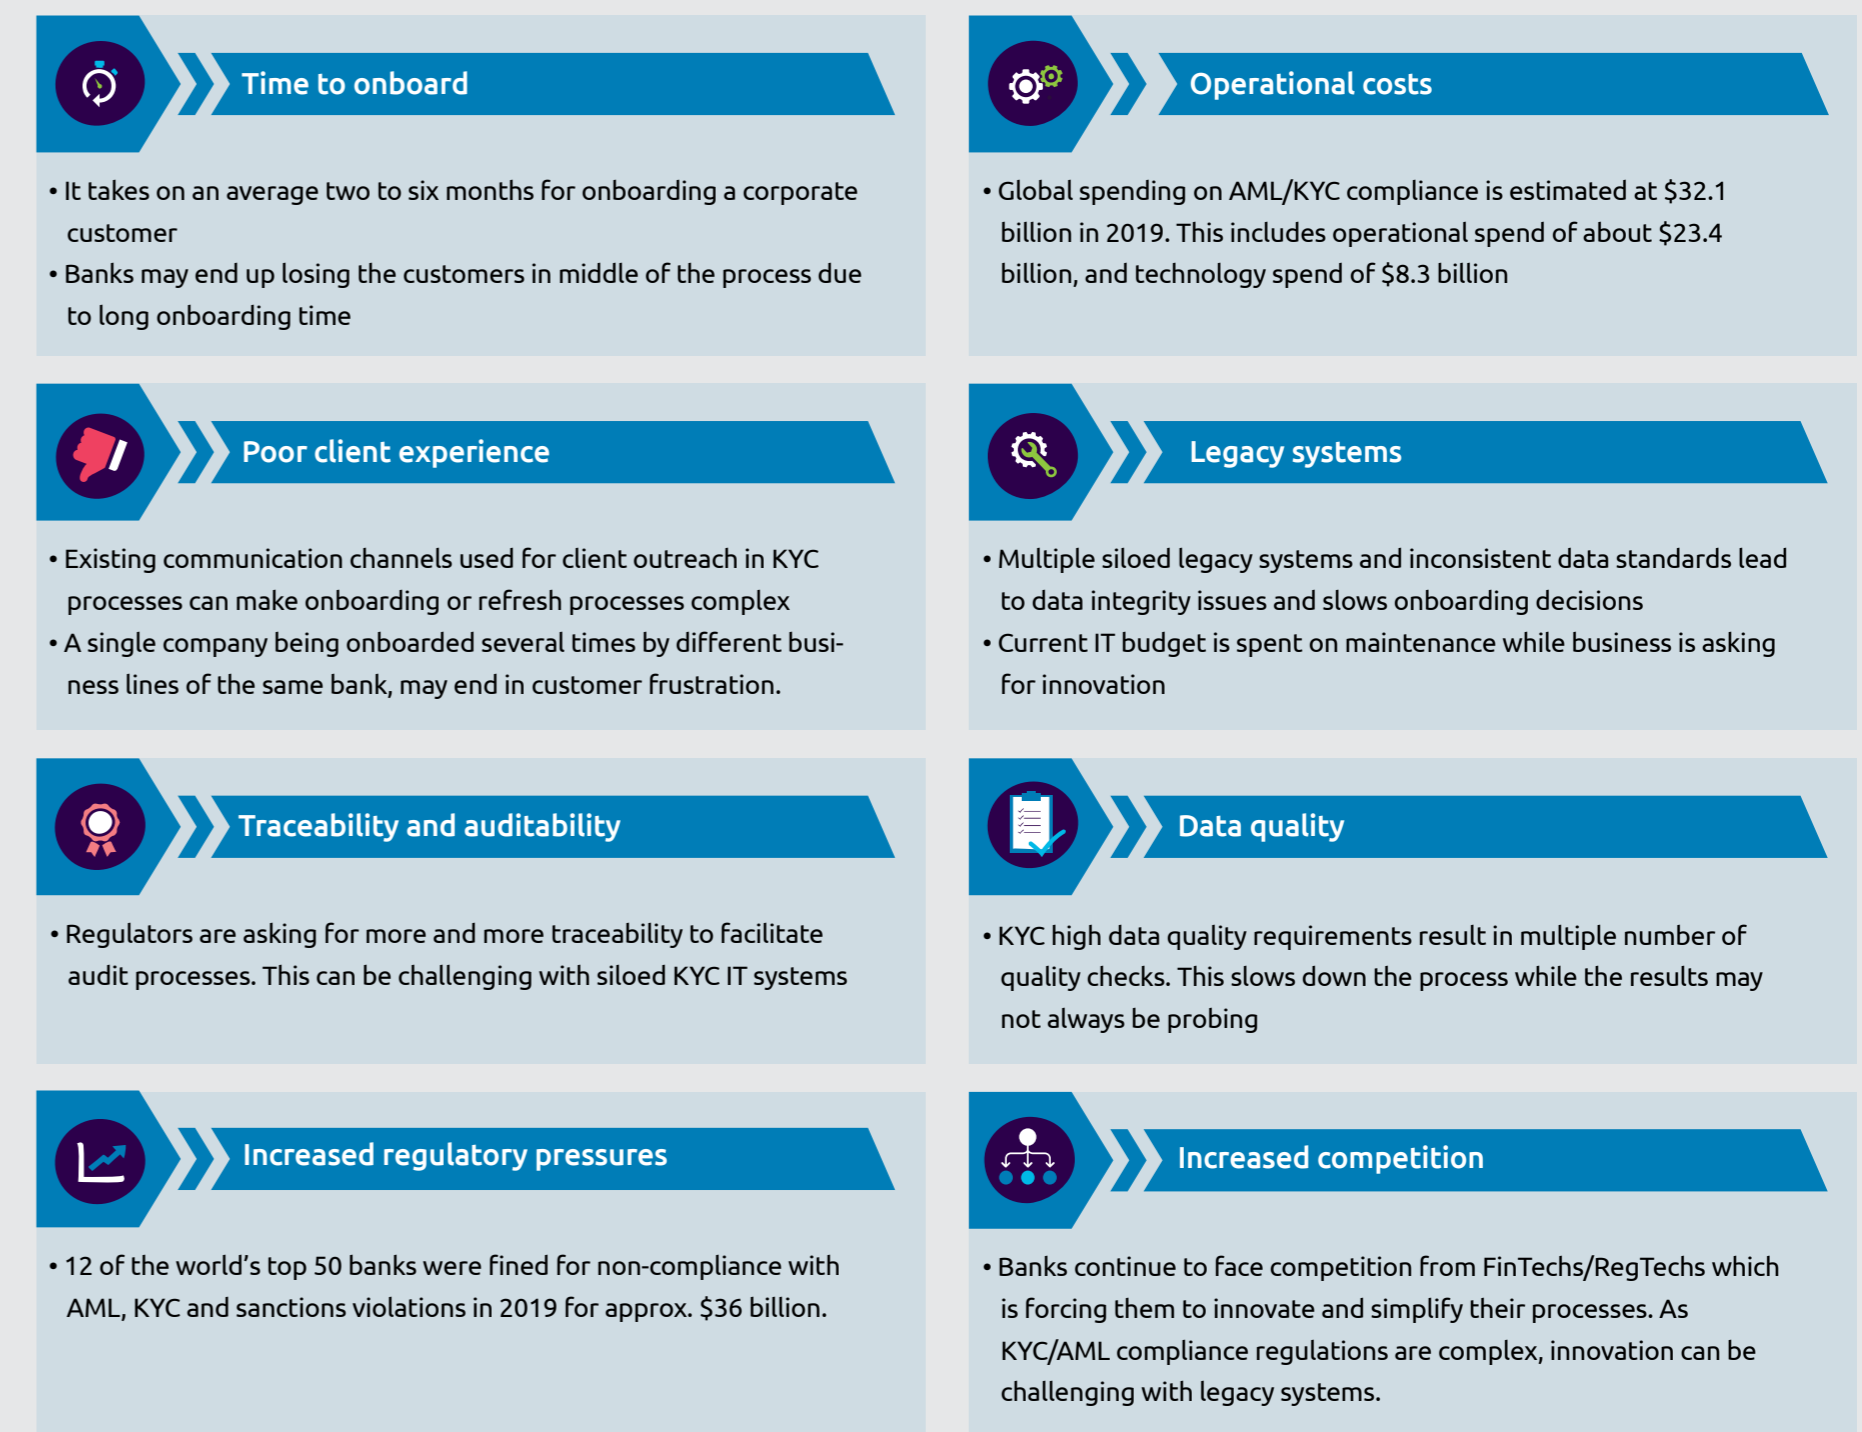 Time to onboard
• It takes on an average two to six months for onboarding a corporate
customer
• Banks may end up losing the customers in middle of the process due
to long onboarding time
Operational costs
• Global spending on AML/KYC compliance is estimated at $32.1
billion in 2019. This includes operational spend of about $23.4
billion, and technology spend of $8.3 billion
Poor client experience
• Existing communication channels used for client outreach in KYC
processes can make onboarding or refresh processes complex
• A single company being onboarded several times by different busi-
ness lines of the same bank, may end in customer frustration.
Legacy systems
• Multiple siloed legacy systems and inconsistent data standards lead
to data integrity issues and slows onboarding decisions
• Current IT budget is spent on maintenance while business is asking
for innovation
Traceability and auditability
• Regulators are asking for more and more traceability to facilitate
audit processes. This can be challenging with siloed KYC IT systems
Data quality
• KYC high data quality requirements result in multiple number of
quality checks. This slows down the process while the results may
not always be probing
Increased regulatory pressures
• 12 of the world’s top 50 banks were fined for non-compliance with
AML, KYC and sanctions violations in 2019 for approx. $36 billion.
Increased competition
• Banks continue to face competition from FinTechs/RegTechs which
is forcing them to innovate and simplify their processes. As
KYC/AML compliance regulations are complex, innovation can be
challenging with legacy systems.